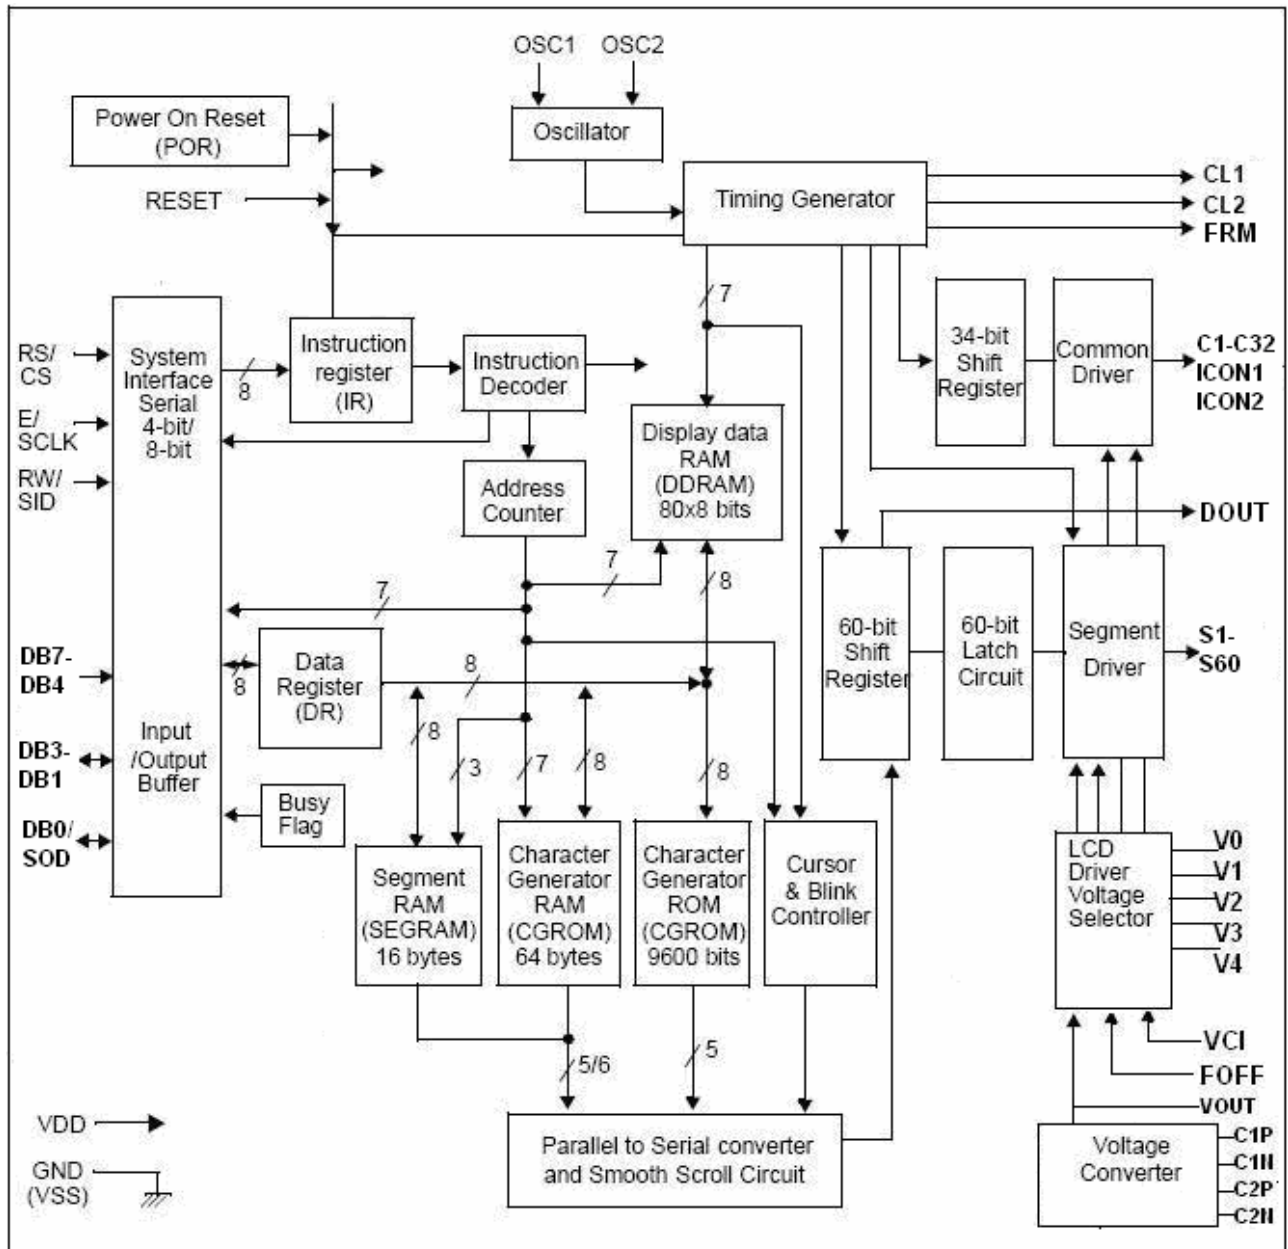 OSC1 OSC2
Power On Reset
(POR)
Oscillator
RESET
Timing Generator
CL1
CL2
FRM
7
RS/
CS
E/
SCLK
RW/
SID
System
Interface
Serial
4-bit/
8-bit
8
Instruction
register
(IR)
Instruction
Decoder
34-bit
Shift
Register
Common
Driver
C1-C32
ICON1
ICON2
Display data
RAM
(DDRAM)
80x8 bits
Address
Counter
DOUT
7
8
7
60-bit
Shift
Register
60-bit
Latch
Circuit
Segment
Driver
S1-
S60
DB7-
DB4
8
Data
Register
(DR)
8
DB3-
DB1
Input
/Output
Buffer
8
3
7
8
8
Busy
Flag
DB0/
SOD
Segment
RAM
(SEGRAM)
16 bytes
Character
Generator
RAM
(CGROM)
64 bytes
Character
Generator
ROM
(CGROM)
9600 bits
Cursor
& Blink
Controller
LCD
Driver
Voltage
Selector
V0
V1
V2
V3
V4
VCI
FOFF
VOUT
5/6
5
VDD
GND
(VSS)
Parallel to Serial converter
and Smooth Scroll Circuit
Voltage
Converter
C1P
C1N
C2P
C2N